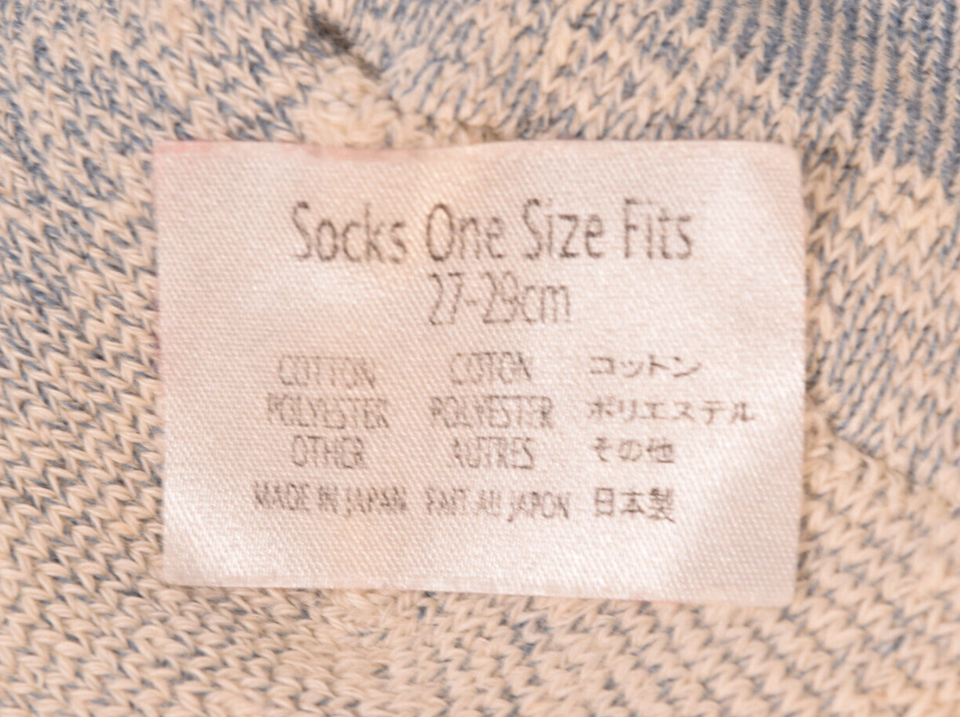 Socks One Size Fits
27-29cm
COTTON COTON コットン
POLYESTER POLYESTER ポリエステル
OTHER AUTRES その他
MADE IN JAPAN FAIT AU JAPON 日本製